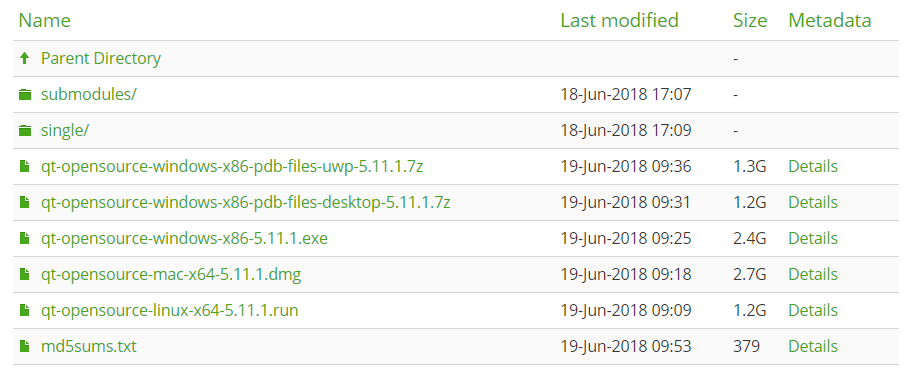 Name Last modified Size Metadata
Parent Directory -
submodules/ 18-Jun-2018 17:07 -
single/ 18-Jun-2018 17:09 -
qt-opensource-windows-x86-pdb-files-uwp-5.11.1.7z 19-Jun-2018 09:36 1.3G Details
qt-opensource-windows-x86-pdb-files-desktop-5.11.1.7z 19-Jun-2018 09:31 1.2G Details
qt-opensource-windows-x86-5.11.1.exe 19-Jun-2018 09:25 2.4G Details
qt-opensource-mac-x64-5.11.1.dmg 19-Jun-2018 09:18 2.7G Details
qt-opensource-linux-x64-5.11.1.run 19-Jun-2018 09:09 1.2G Details
md5sums.txt 19-Jun-2018 09:53 379 Details